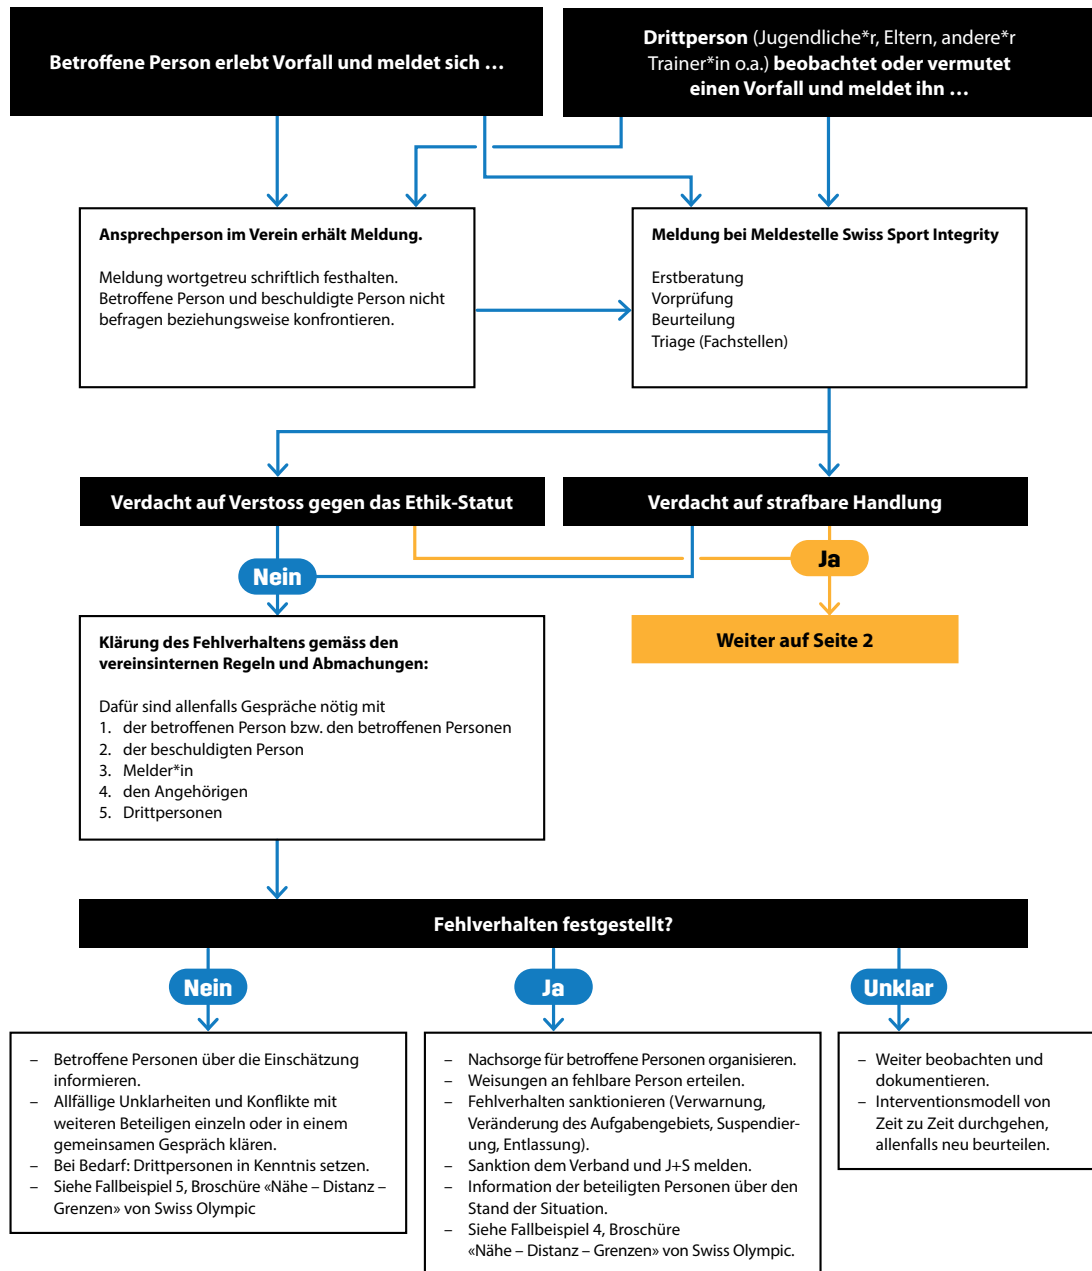 Betroffene Person erlebt Vorfall und meldet sich …
Drittperson (Jugendliche*r, Eltern, andere*r
Trainer*in o.a.) beobachtet oder vermutet
einen Vorfall und meldet ihn …
Ansprechperson im Verein erhält Meldung.
Meldung wortgetreu schriftlich festhalten.
Betroffene Person und beschuldigte Person nicht
befragen beziehungsweise konfrontieren.
Meldung bei Meldestelle Swiss Sport Integrity
Erstberatung
Vorprüfung
Beurteilung
Triage (Fachstellen)
Verdacht auf Verstoss gegen das Ethik-Statut
Verdacht auf strafbare Handlung
Ja
Nein
Klärung des Fehlverhaltens gemäss den
vereinsinternen Regeln und Abmachungen:
Dafür sind allenfalls Gespräche nötig mit
1. der betroffenen Person bzw. den betroffenen Personen
2. der beschuldigten Person
3. Melder*in
4. den Angehörigen
5. Drittpersonen
Weiter auf Seite 2
Fehlverhalten festgestellt?
Nein
Ja
Unklar
– Betroffene Personen über die Einschätzung
informieren.
– Allfällige Unklarheiten und Konflikte mit
weiteren Beteiligen einzeln oder in einem
gemeinsamen Gespräch klären.
– Bei Bedarf: Drittpersonen in Kenntnis setzen.
– Siehe Fallbeispiel 5, Broschüre «Nähe – Distanz –
Grenzen» von Swiss Olympic
– Nachsorge für betroffene Personen organisieren.
– Weisungen an fehlbare Person erteilen.
– Fehlverhalten sanktionieren (Verwarnung,
Veränderung des Aufgabengebiets, Suspendier-
ung, Entlassung).
– Sanktion dem Verband und J+S melden.
– Information der beteiligten Personen über den
Stand der Situation.
– Siehe Fallbeispiel 4, Broschüre
«Nähe – Distanz – Grenzen» von Swiss Olympic.
– Weiter beobachten und
dokumentieren.
– Interventionsmodell von
Zeit zu Zeit durchgehen,
allenfalls neu beurteilen.